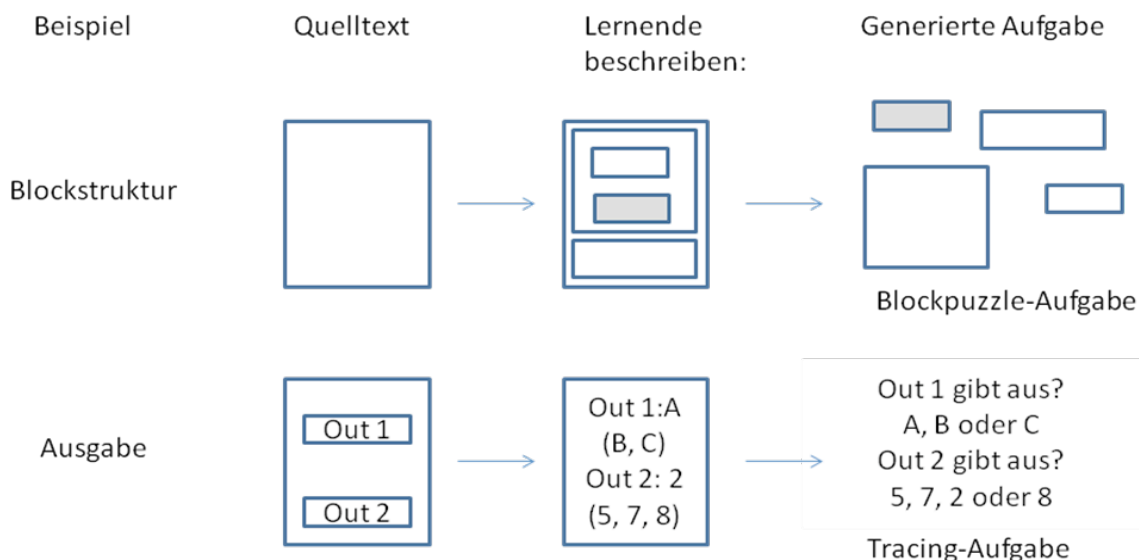 Beispiel
Quelltext
Lernende
beschreiben:
Generierte Aufgabe
Blockstruktur
Blockpuzzle-Aufgabe
Ausgabe
Out 1
Out 2
Out 1:A
(B, C)
Out 2: 2
(5, 7, 8)
Out 1 gibt aus?
A, B oder C
Out 2 gibt aus?
5, 7, 2 oder 8
Tracing-Aufgabe